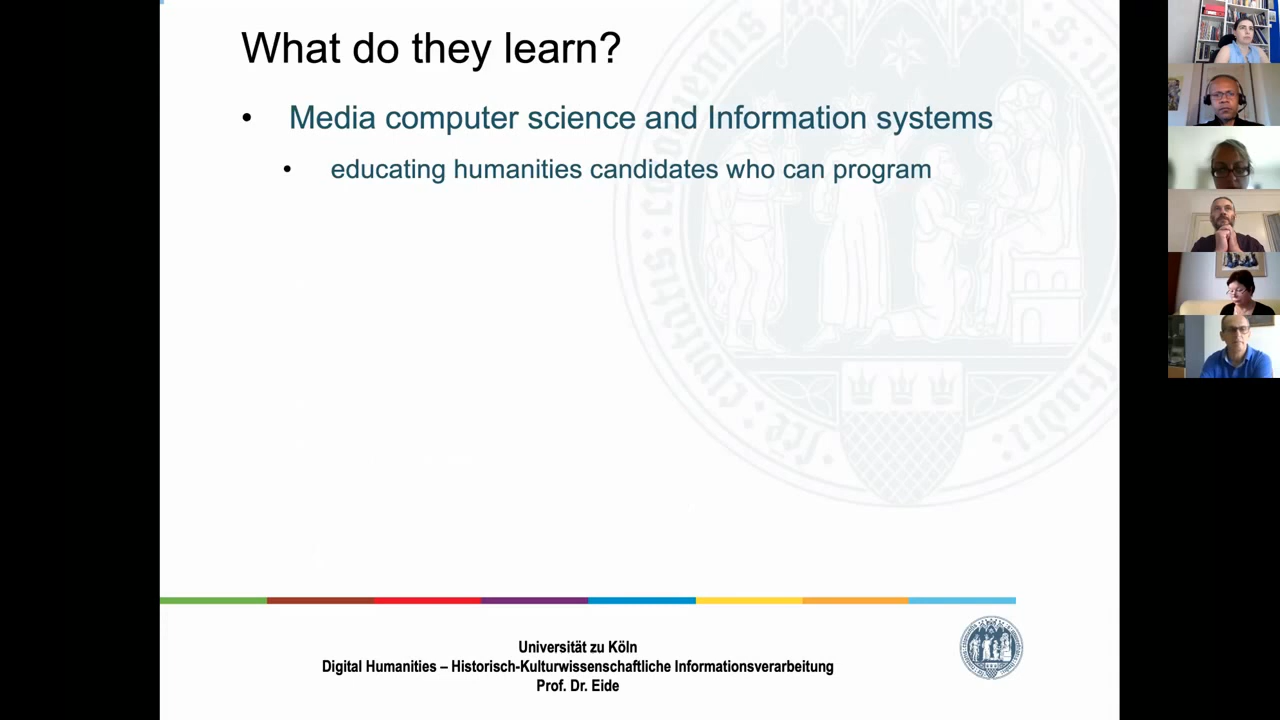 What do they learn?
• Media computer science and Information systems
• educating humanities candidates who can program
Universität zu Köln
Digital Humanities – Historisch-Kulturwissenschaftliche Informationsverarbeitung
Prof. Dr. Eide